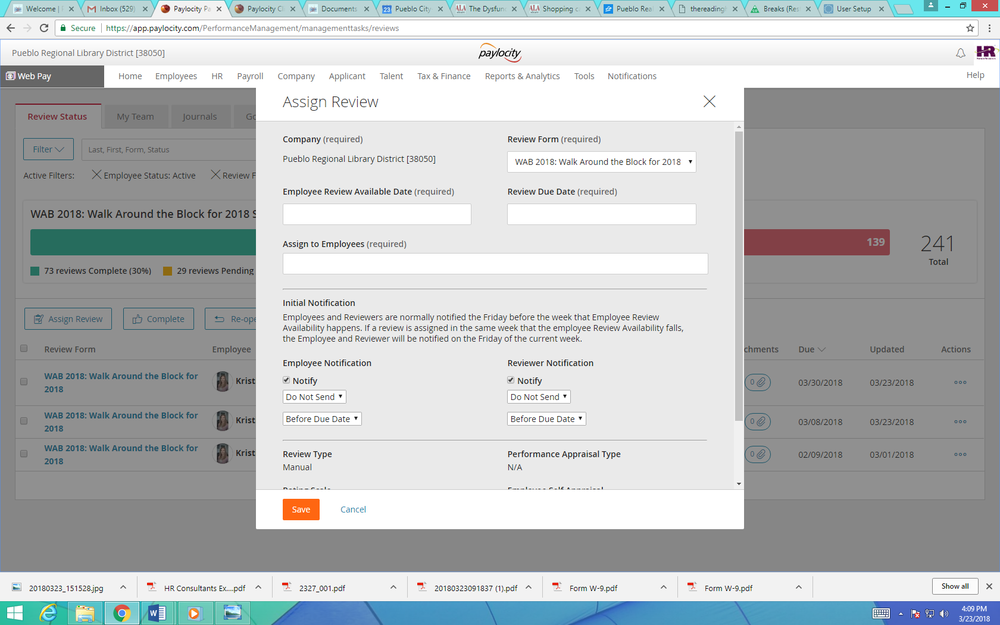 Welcome |
Inbox (529)
Paylocity Pa
Paylocity Cl
Documents
23
Pueblo City
ALA
The Dysfun
ALA
Shopping ca
Pueblo Real
thereading
Breaks (Res
User Setup
Secure
https://app.paylocity.com/PerformanceManagement/managementtasks/reviews
Pueblo Regional Library District [38050]
paylocity
HR
Web Pay
Home
Employees
HR
Payroll
Company
Applicant
Talent
Tax & Finance
Reports & Analytics
Tools
Notifications
Help
Review Status
My Team
Journals
Go
Filter
Last, First, Form, Status
Active Filters:
Employee Status: Active
Review F
WAB 2018: Walk Around the Block for 2018 S
139
241
Total
73 reviews Complete (30%)
29 reviews Pending
Assign Review
Complete
Re-ope
Review Form
Employee
chments
Due
Updated
Actions
WAB 2018: Walk Around the Block for
2018
Krist
0
03/30/2018
03/23/2018
WAB 2018: Walk Around the Block for
2018
Krist
0
03/08/2018
03/23/2018
WAB 2018: Walk Around the Block for
2018
Krist
0
02/09/2018
03/01/2018
Assign Review
Company (required)
Pueblo Regional Library District [38050]
Review Form (required)
WAB 2018: Walk Around the Block for 2018
Employee Review Available Date (required)
Review Due Date (required)
Assign to Employees (required)
Initial Notification
Employees and Reviewers are normally notified the Friday before the week that Employee Review
Availability happens. If a review is assigned in the same week that the employee Review Availability falls,
the Employee and Reviewer will be notified on the Friday of the current week.
Employee Notification
Notify
Do Not Send
Before Due Date
Reviewer Notification
Notify
Do Not Send
Before Due Date
Review Type
Manual
Performance Appraisal Type
N/A
Rating Scale
Employee Self Appraisal
Save
Cancel
20180323_151528.jpg
HR Consultants Ex....pdf
2327_001.pdf
20180323091837 (1).pdf
Form W-9.pdf
Form W-9.pdf
Show all
4:09 PM
3/23/2018